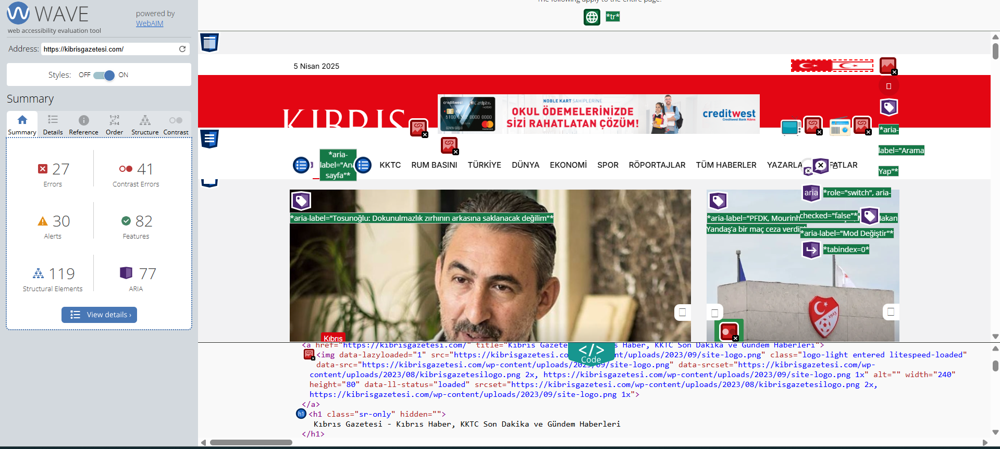 The following apply to the entire page:
WAVE
powered by
WebAIM
web accessibility evaluation tool
Address: https://kibrisgazetesi.com/
Styles: OFF ON
Summary
Summary Details Reference Order Structure Contrast
27
Errors
41
Contrast Errors
30
Alerts
82
Features
119
Structural Elements
77
ARIA
View details ›
*tr*
5 Nisan 2025
KIBRIS
creditwest Cardplus
NOBLE KART SAHİPLERİNE
OKUL ÖDEMELERİNİZDE
SİZİ RAHATLATAN ÇÖZÜM!
creditwest
Creditwest Bank Kıbrıs
*aria-
label="Arama
Yap"*
*aria-
label="Ana
sayfa"*
KKTC RUM BASINI TÜRKİYE DÜNYA EKONOMİ SPOR RÖPORTAJLAR TÜM HABERLER
*aria-label="Tosunoğlu: Dokunulmazlık zırhının arkasına saklanacak değilim"*
*aria-label="PFDK, Mourinh
Yandaş'a bir maç ceza verdi"*
aria *role="switch", aria-
checked="false"*
*aria-label="Mod Değiştir"*
*tabindex=0*
1923
Kıbrıs
</>
Code
<a href="https://kibrisgazetesi.com/" title="Kıbrıs Gazete s Haber, KKTC Son Dakika ve Gündem Haberleri">
<img data-lazyloaded="1" src="https://kibrisgazetesi.co nt/uploads/2023/09/site-logo.png" class="logo-light entered litespeed-loaded"
data-src="https://kibrisgazetesi.com/wp-content/uploads/2023/09/site-logo.png" data-srcset="https://kibrisgazetesi.com/wp-
content/uploads/2023/08/kibrisgazetesilogo.png 2x, https://kibrisgazetesi.com/wp-content/uploads/2023/09/site-logo.png 1x" alt="" width="240"
height="80" data-ll-status="loaded" srcset="https://kibrisgazetesi.com/wp-content/uploads/2023/08/kibrisgazetesilogo.png 2x,
https://kibrisgazetesi.com/wp-content/uploads/2023/09/site-logo.png 1x">
</a>
h1 <h1 class="sr-only" hidden="">
Kıbrıs Gazetesi - Kıbrıs Haber, KKTC Son Dakika ve Gündem Haberleri
</h1>